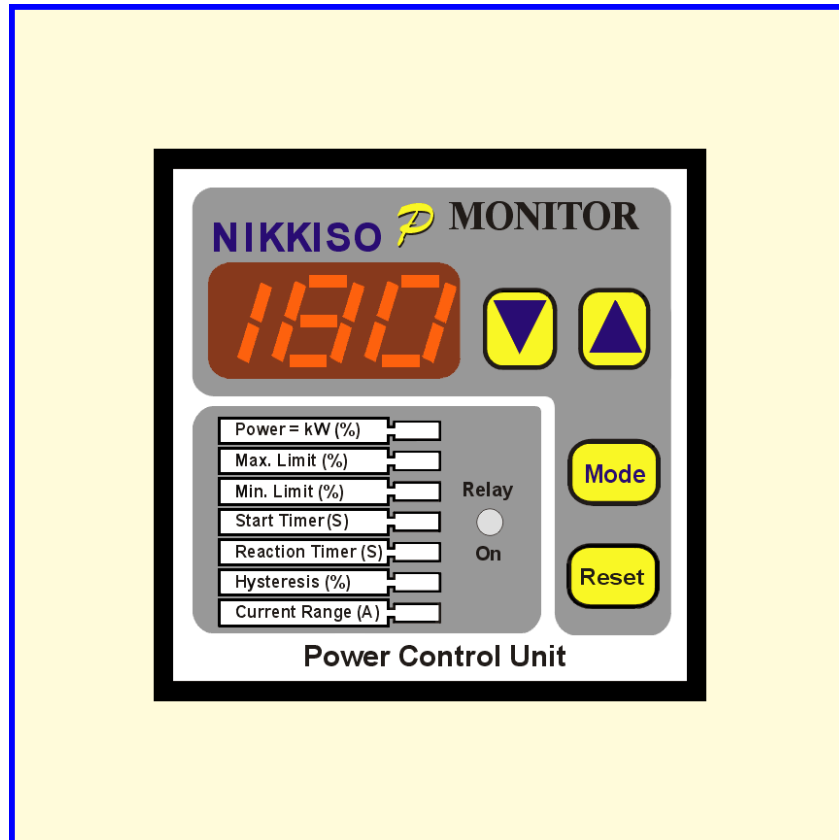 NIKKISO P MONITOR
180
Power = kW (%)
Max. Limit (%)
Min. Limit (%)
Start Timer (S)
Reaction Timer (S)
Hysteresis (%)
Current Range (A)
Relay
On
Mode
Reset
Power Control Unit